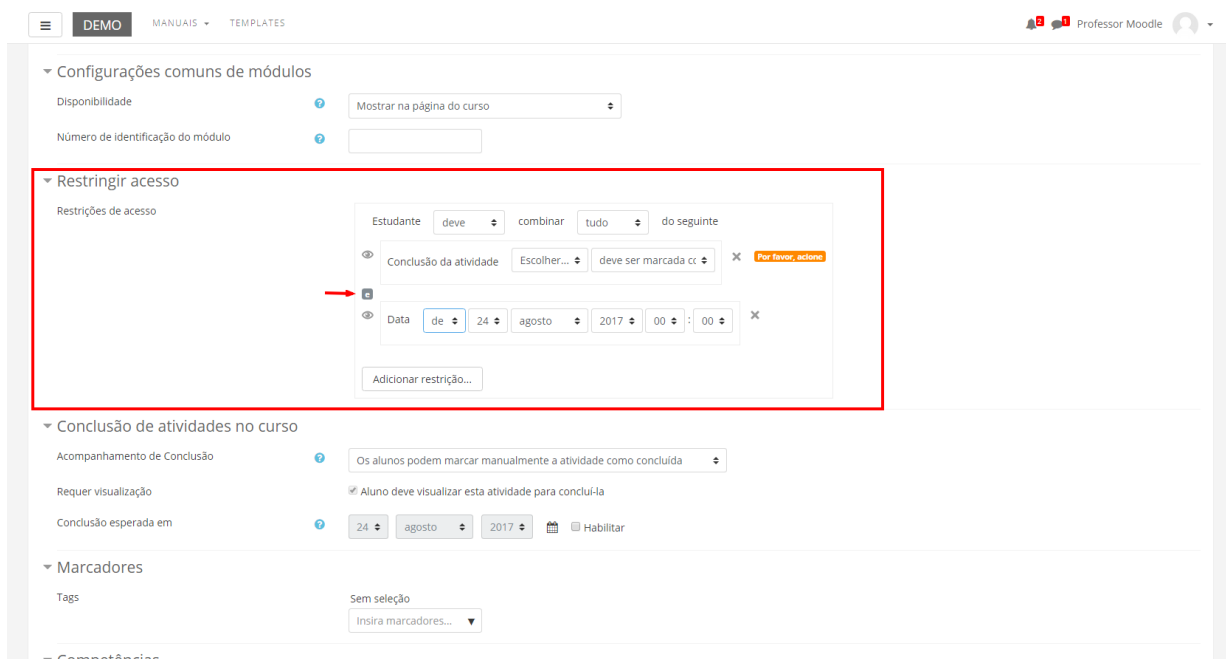 DEMO MANUAIS TEMPLATES 2 1 Professor Moodle
Configurações comuns de módulos
Disponibilidade Mostrar na página do curso
Número de identificação do módulo
Restringir acesso
Restrições de acesso
Estudante deve combinar tudo do seguinte
Conclusão da atividade Escolher... deve ser marcada cc Por favor, acione
e
Data de 24 agosto 2017 00 : 00
Adicionar restrição...
Conclusão de atividades no curso
Acompanhamento de Conclusão Os alunos podem marcar manualmente a atividade como concluída
Requer visualização Aluno deve visualizar esta atividade para concluí-la
Conclusão esperada em 24 agosto 2017 Habilitar
Marcadores
Tags Sem seleção
Insira marcadores...
Competências